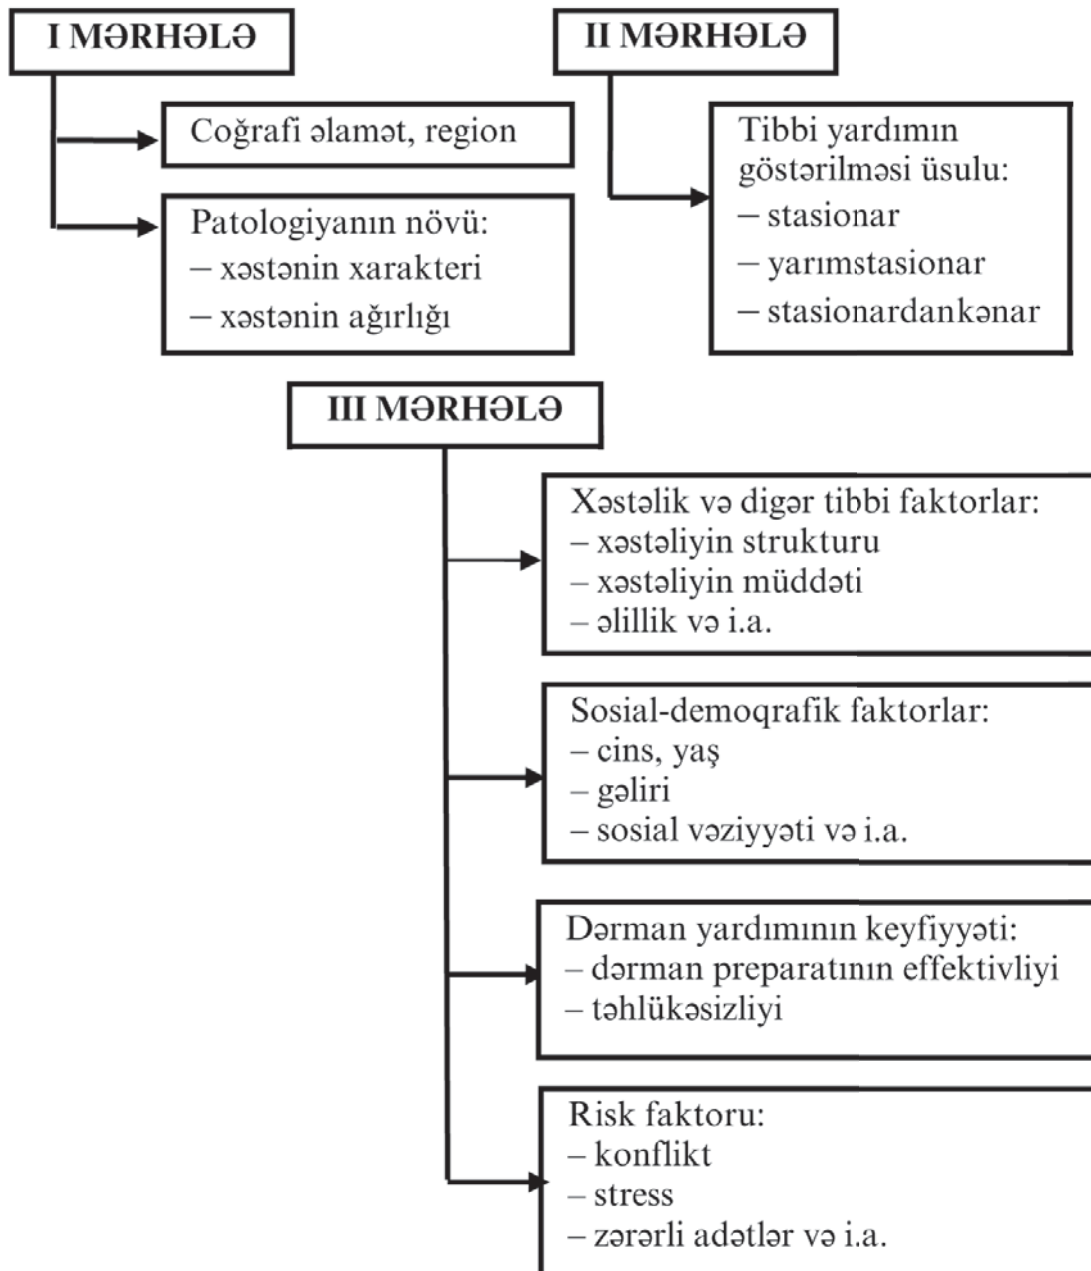 I MƏRHƏLƏ
Coğrafi əlamət, region
Patologiyanın növü:
– xəstənin xarakteri
– xəstənin ağırlığı
II MƏRHƏLƏ
Tibbi yardımın
göstərilməsi üsulu:
– stasionar
– yarımstasionar
– stasionardankənar
III MƏRHƏLƏ
Xəstəlik və digər tibbi faktorlar:
– xəstəliyin strukturu
– xəstəliyin müddəti
– əlillik və i.a.
Sosial-demoqrafik faktorlar:
– cins, yaş
– gəliri
– sosial vəziyyəti və i.a.
Dərman yardımının keyfiyyəti:
– dərman preparatının effektivliyi
– təhlükəsizliyi
Risk faktoru:
– konflikt
– stress
– zərərli adətlər və i.a.